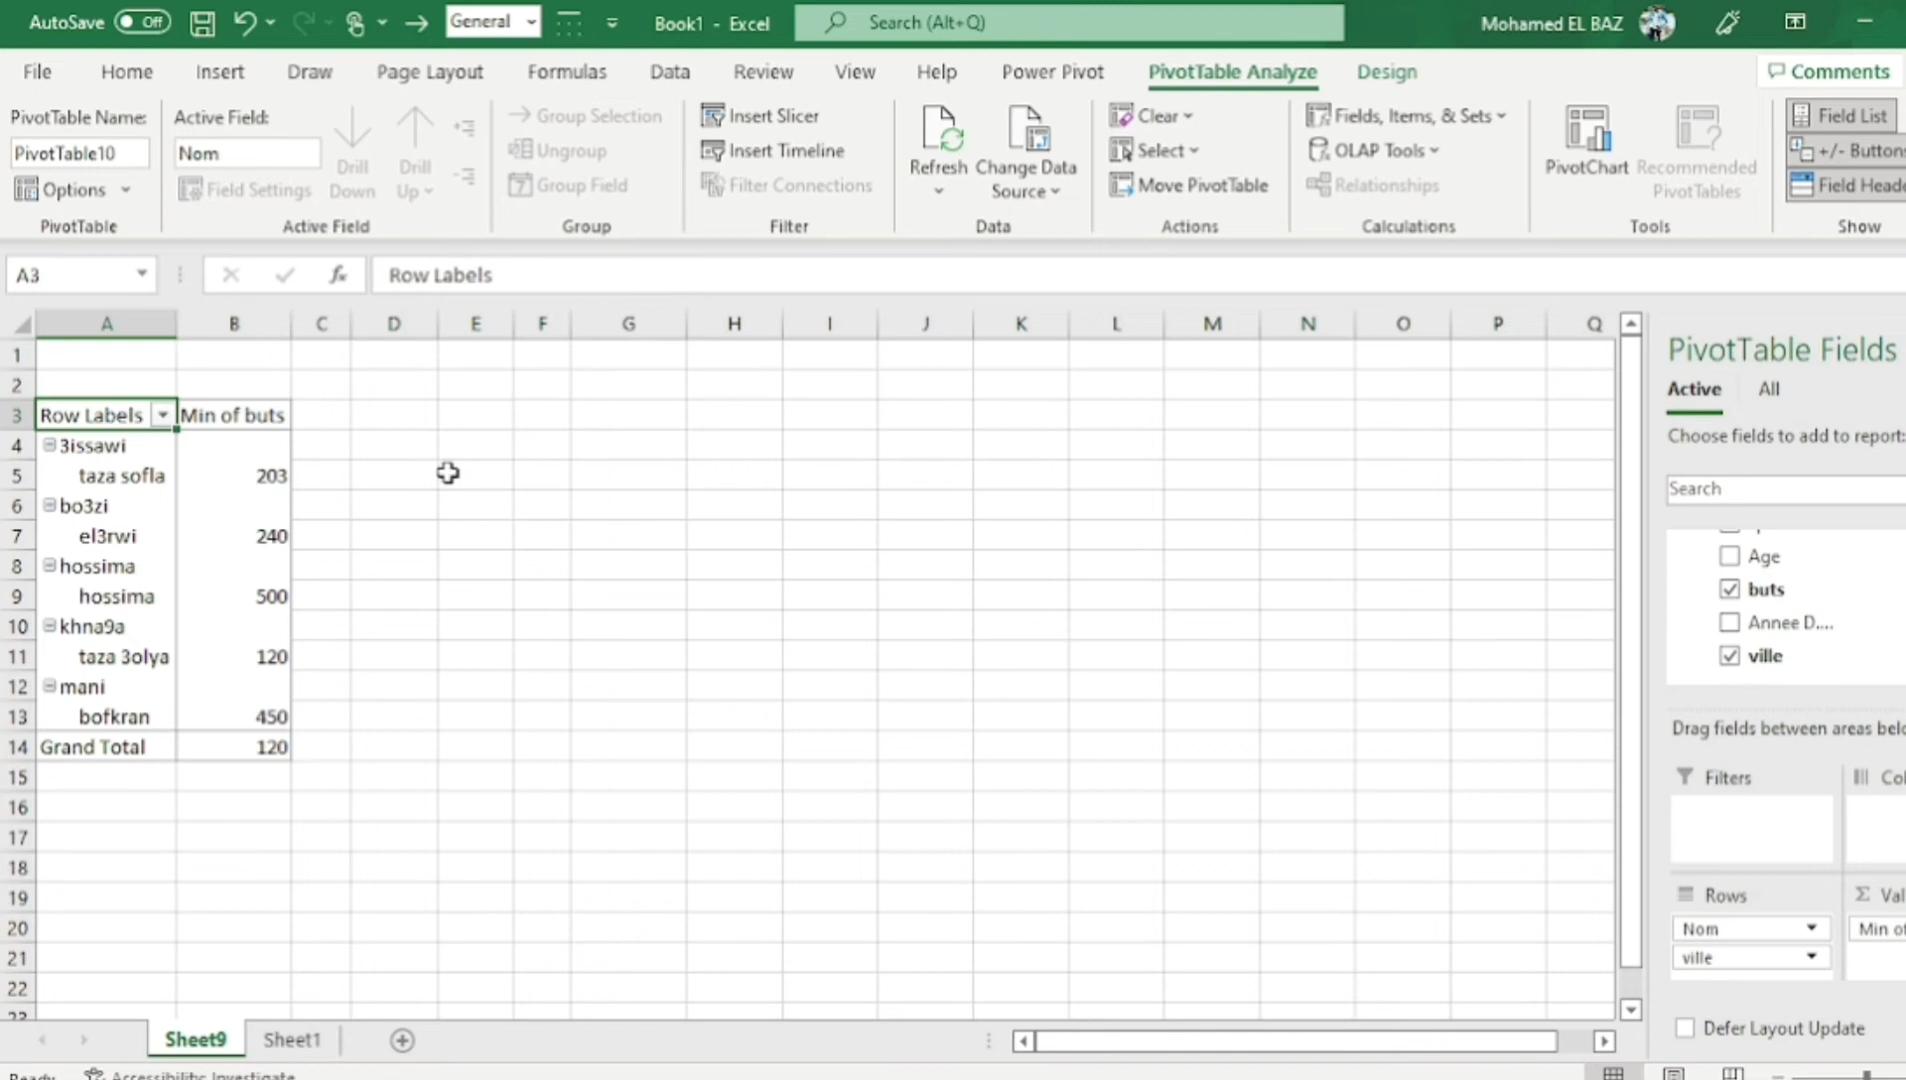 AutoSave Off General Book1 - Excel Search (Alt+Q) Mohamed EL BAZ
File Home Insert Draw Page Layout Formulas Data Review View Help Power Pivot PivotTable Analyze Design Comments
PivotTable Name:
PivotTable10
Options
PivotTable
Active Field:
Nom
Field Settings
Drill Down
Drill Up
Active Field
Group Selection
Ungroup
Group Field
Group
Insert Slicer
Insert Timeline
Filter Connections
Filter
Refresh
Change Data
Source
Data
Clear
Select
Move PivotTable
Actions
Fields, Items, & Sets
OLAP Tools
Relationships
Calculations
PivotChart
Recommended
PivotTables
Tools
Field List
+/- Buttons
Field Heade
Show
A3 fx Row Labels
A B C D E F G H I J K L M N O P Q
1
2
3 Row Labels Min of buts
4 3issawi
5 taza sofla 203
6 bo3zi
7 el3rwi 240
8 hossima
9 hossima 500
10 khna9a
11 taza 3olya 120
12 mani
13 bofkran 450
14 Grand Total 120
15
16
17
18
19
20
21
22
23
PivotTable Fields
Active All
Choose fields to add to report:
Search
Age
buts
Annee D....
ville
Drag fields between areas belo
Filters Col
Rows Σ Val
Nom Min of
ville
Defer Layout Update
Sheet9 Sheet1
Ready Accessibility: Investigate